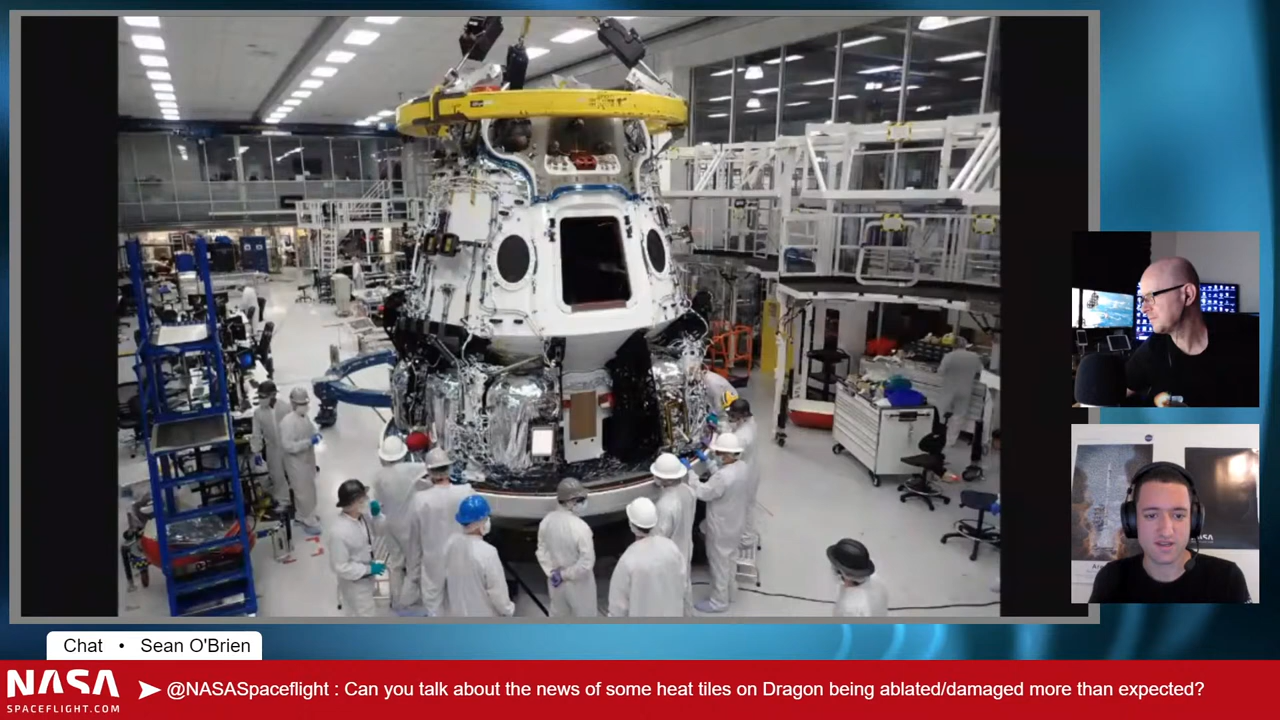 NASA
Chat • Sean O'Brien
NASA
SPACEFLIGHT.COM
@NASASpaceflight : Can you talk about the news of some heat tiles on Dragon being ablated/damaged more than expected?